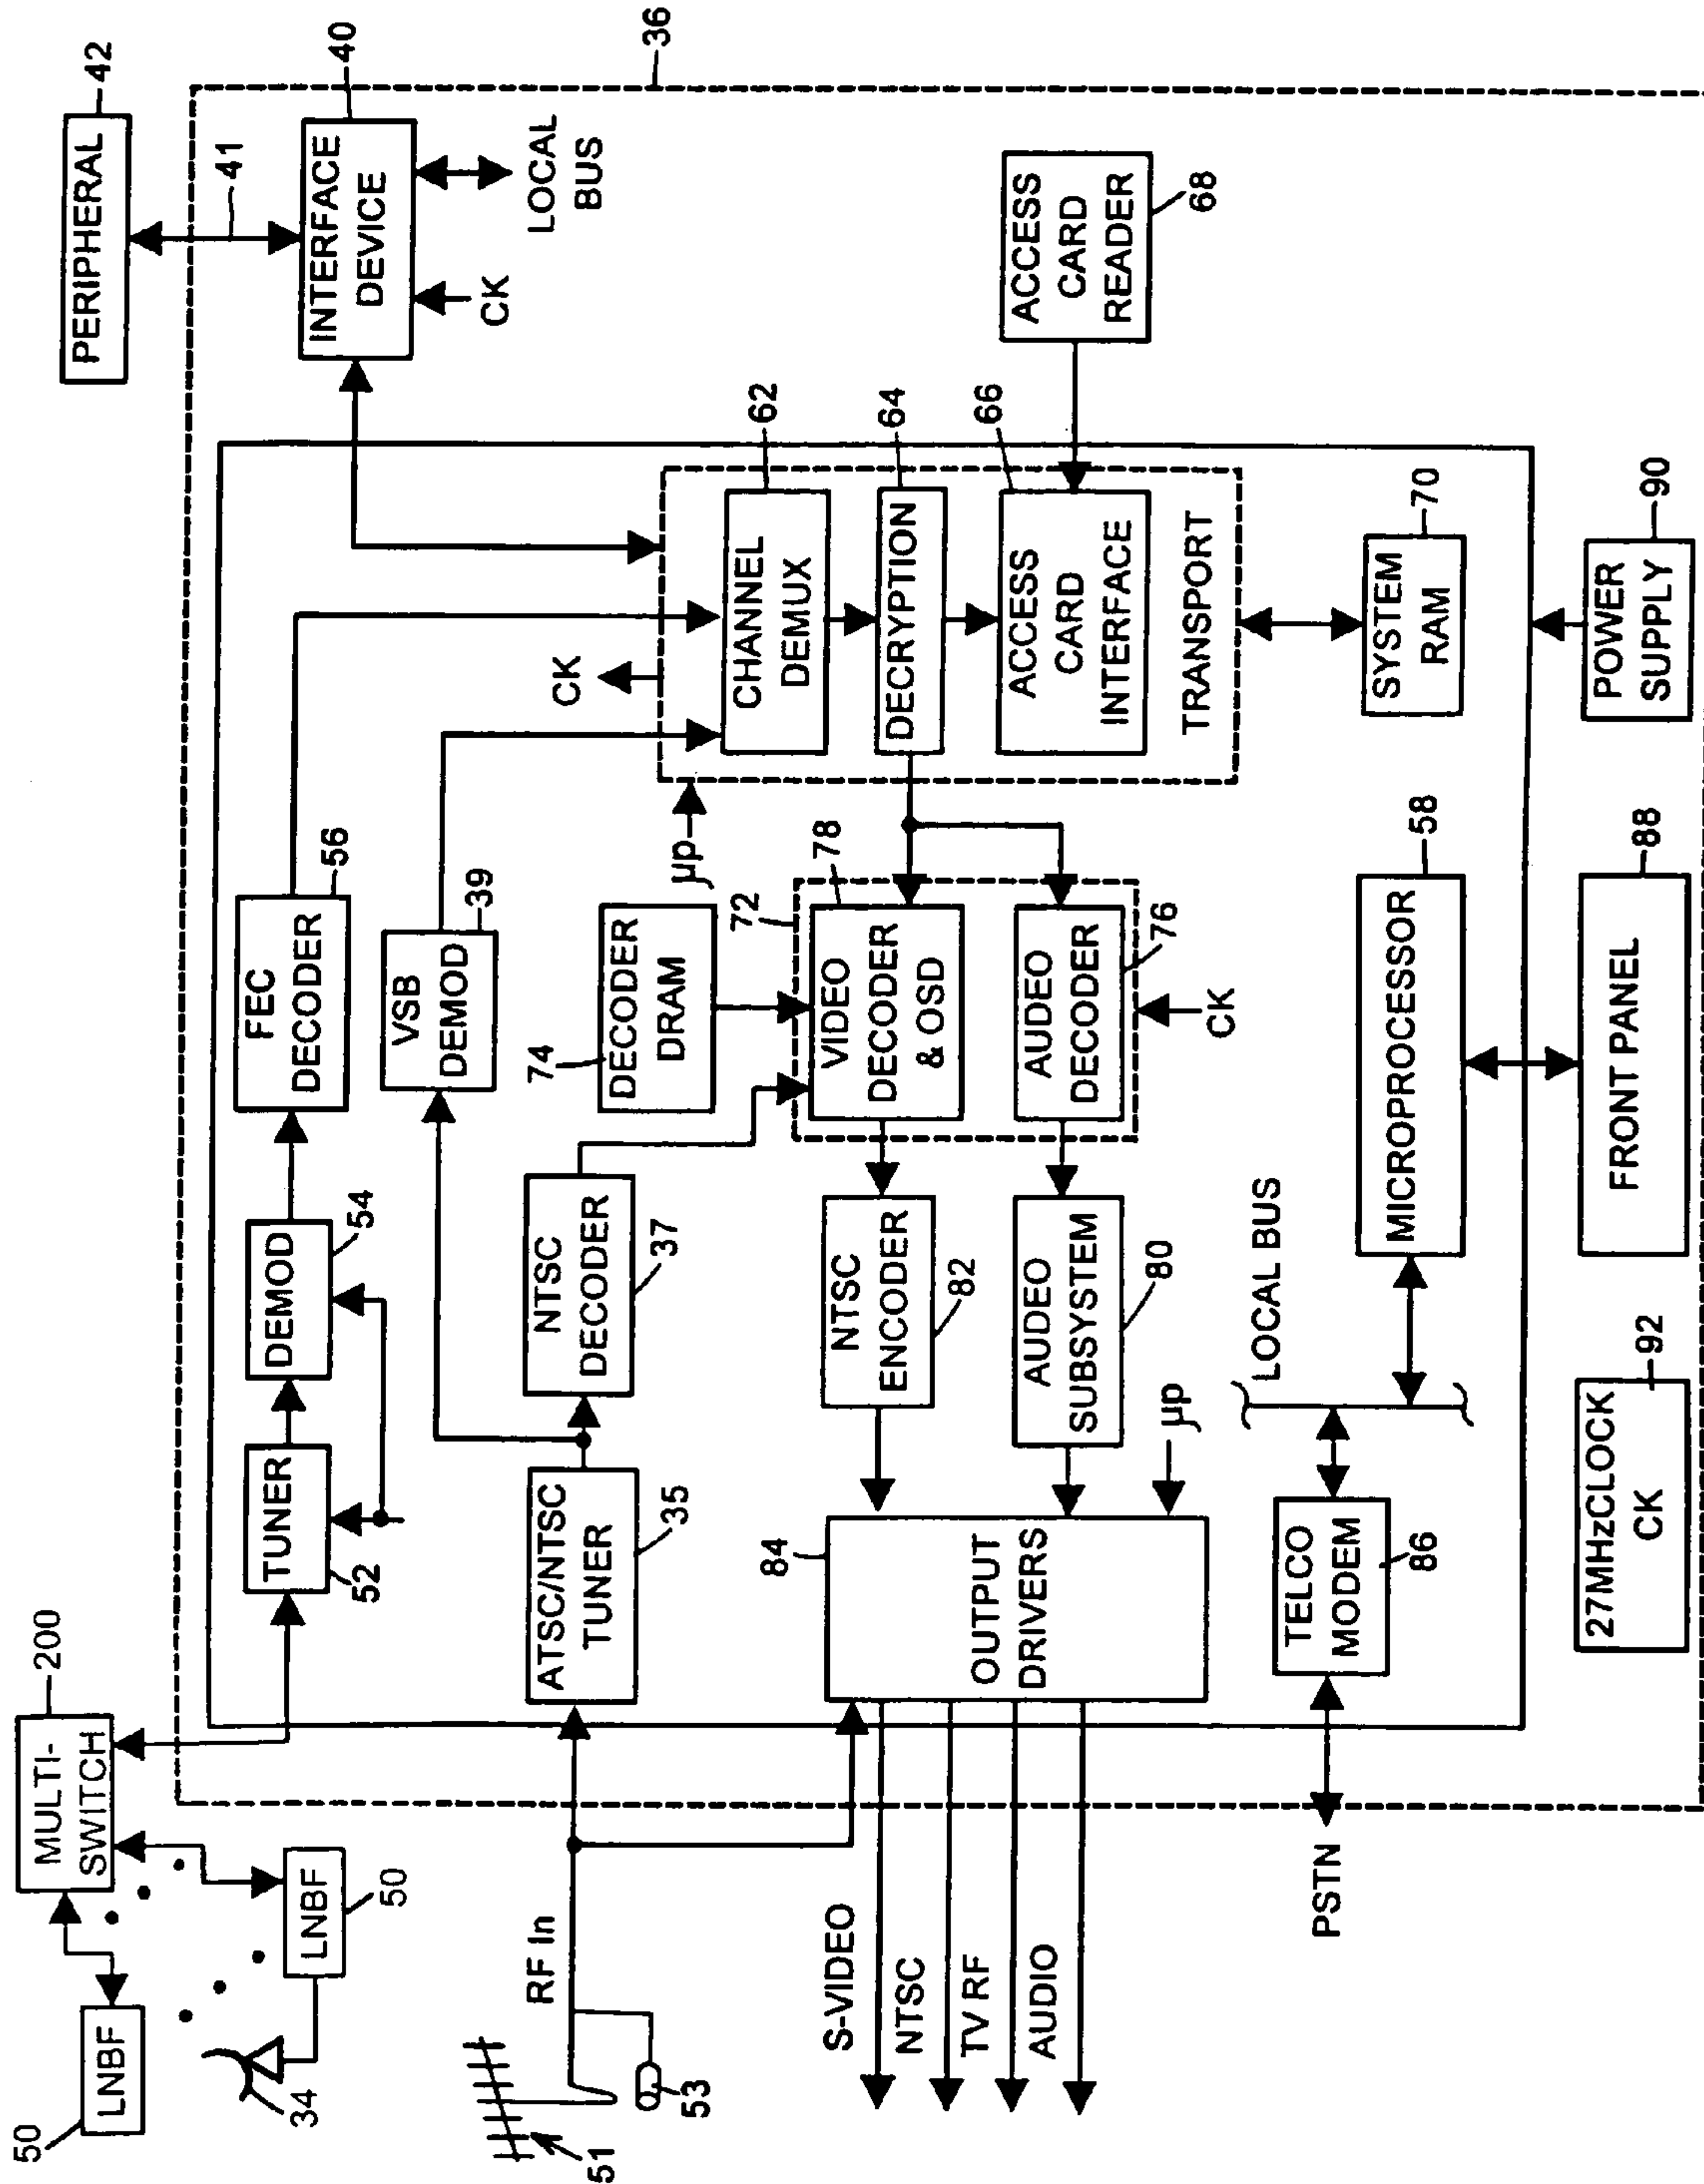 50
LNBF
34
LNBF
50
MULTI-
SWITCH
200
51
53
RF In
TUNER
52
DEMOD
54
FEC
DECODER
56
VSB
DEMOD
39
ATSC/NTSC
TUNER
35
NTSC
DECODER
37
PERIPHERAL
42
41
INTERFACE
DEVICE
40
CK
LOCAL
BUS
36
CK
µp
CHANNEL
DEMUX
62
DECRYPTION
64
ACCESS
CARD
INTERFACE
66
TRANSPORT
ACCESS
CARD
READER
68
74
DECODER
DRAM
72
VIDEO
DECODER
& OSD
78
AUDEO
DECODER
76
CK
NTSC
ENCODER
82
AUDEO
SUBSYSTEM
80
84
OUTPUT
DRIVERS
µp
S-VIDEO
NTSC
TV RF
AUDIO
SYSTEM
RAM
70
LOCAL BUS
MICROPROCESSOR
58
TELCO
MODEM
86
PSTN
27MHzCLOCK
CK
92
FRONT PANEL
88
POWER
SUPPLY
90